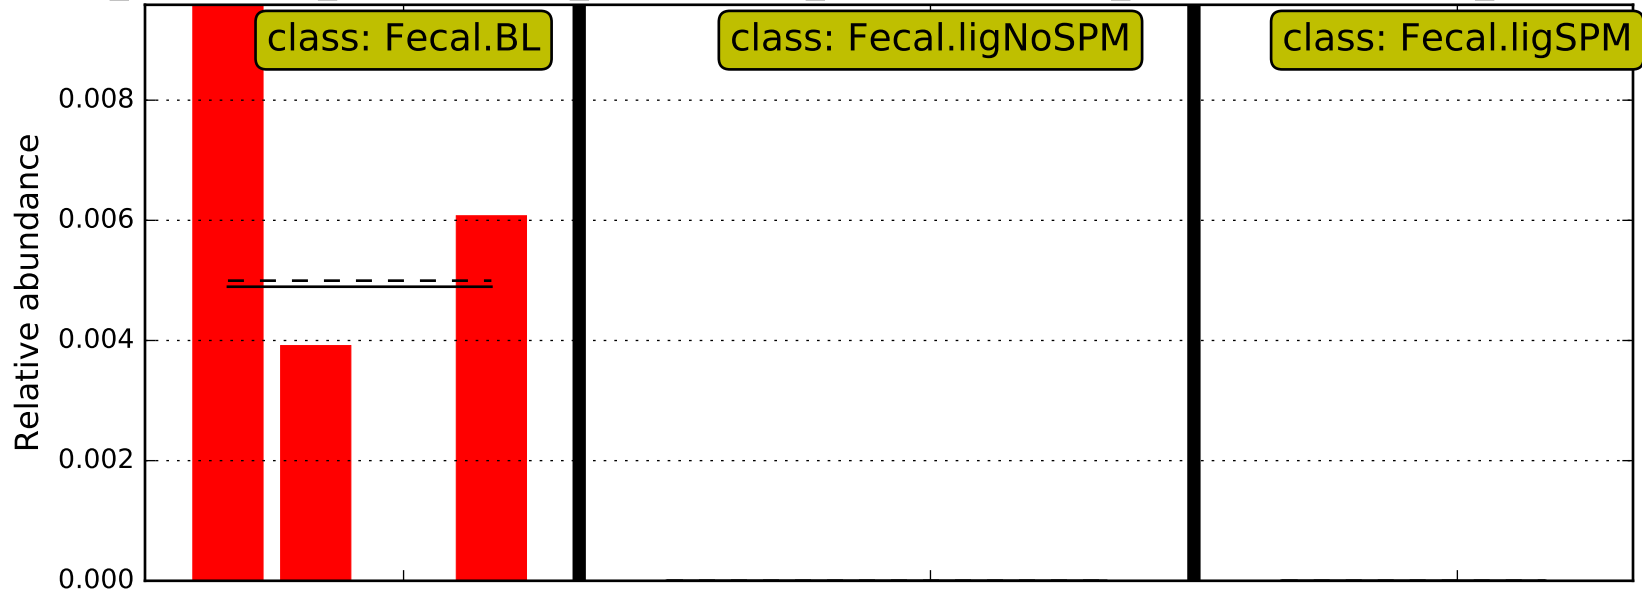 class: Fecal.BL
class: Fecal.ligNoSPM
class: Fecal.ligSPM
Relative abundance
0.008
0.006
0.004
0.002
0.000